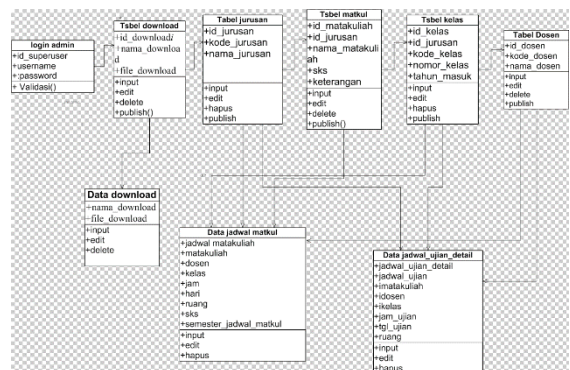 login admin
+id_superuser
+username
+:password
+ Validasi()
Tsbel download
+id_download/
+nama_downloa
d
+file_download
+input
+edit
+delete
+publish()
Tabel jurusan
+id_jurusan
+kode_jurusan
+nama_jurusan
+input
+edit
+hapus
+publish
Tsbel matkul
+id_matakuliah
+id_jurusan
+nama_matakuli
ah
+sks
+keterangan
+input
+edit
+delete
+publish()
Tsbel kelas
+id_kelas
+id_jurusan
+kode_kelas
+nomor_kelas
+tahun_masuk
+input
+edit
+hapus
+publish
Tabel Dosen
+id_dosen
+kode_dosen
+nama_dosen
+input
+edit
+delete
+publish
Data download
+nama_download
+file_download
+input
+edit
+delete
Data jadwal matkul
+jadwal matakuliah
+matakuliah
+dosen
+kelas
+jam
+hari
+ruang
+sks
+semester_jadwal_matkul
+input
+edit
+hapus
Data jadwal_ujian_detail
+jadwal_ujian_detail
+jadwal_ujian
+imatakuliah
+idosen
+ikelas
+jam_ujian
+tgl_ujian
+ruang
+input
+edit
+hapus